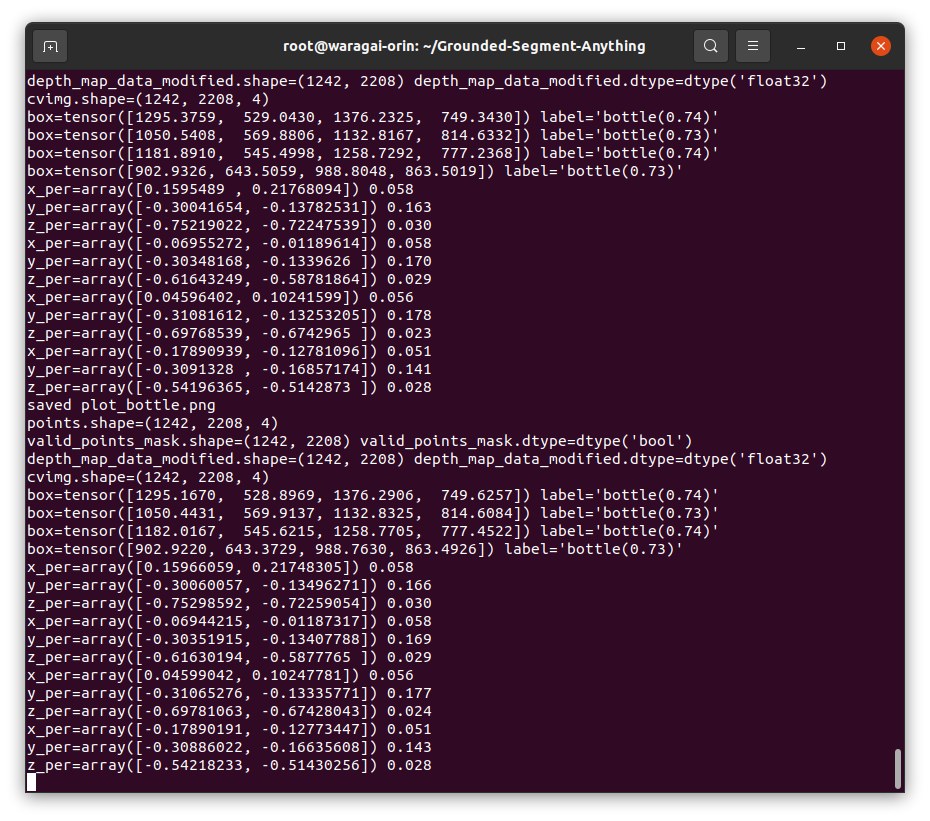 root@waragai-orin: ~/Grounded-Segment-Anything
depth_map_data_modified.shape=(1242, 2208) depth_map_data_modified.dtype=dtype('float32')
cvimg.shape=(1242, 2208, 4)
box=tensor([1295.3759,  529.0430, 1376.2325,  749.3430]) label='bottle(0.74)'
box=tensor([1050.5408,  569.8806, 1132.8167,  814.6332]) label='bottle(0.73)'
box=tensor([1181.8910,  545.4998, 1258.7292,  777.2368]) label='bottle(0.74)'
box=tensor([902.9326, 643.5059, 988.8048, 863.5019]) label='bottle(0.73)'
x_per=array([0.1595489 , 0.21768094]) 0.058
y_per=array([-0.30041654, -0.13782531]) 0.163
z_per=array([-0.75219022, -0.72247539]) 0.030
x_per=array([-0.06955272, -0.01189614]) 0.058
y_per=array([-0.30348168, -0.1339626 ]) 0.170
z_per=array([-0.61643249, -0.58781864]) 0.029
x_per=array([0.04596402, 0.10241599]) 0.056
y_per=array([-0.31081612, -0.13253205]) 0.178
z_per=array([-0.69768539, -0.6742965 ]) 0.023
x_per=array([-0.17890939, -0.12781096]) 0.051
y_per=array([-0.3091328 , -0.16857174]) 0.141
z_per=array([-0.54196365, -0.5142873 ]) 0.028
saved plot_bottle.png
points.shape=(1242, 2208, 4)
valid_points_mask.shape=(1242, 2208) valid_points_mask.dtype=dtype('bool')
depth_map_data_modified.shape=(1242, 2208) depth_map_data_modified.dtype=dtype('float32')
cvimg.shape=(1242, 2208, 4)
box=tensor([1295.1670,  528.8969, 1376.2906,  749.6257]) label='bottle(0.74)'
box=tensor([1050.4431,  569.9137, 1132.8325,  814.6084]) label='bottle(0.73)'
box=tensor([1182.0167,  545.6215, 1258.7705,  777.4522]) label='bottle(0.74)'
box=tensor([902.9220, 643.3729, 988.7630, 863.4926]) label='bottle(0.73)'
x_per=array([0.15966059, 0.21748305]) 0.058
y_per=array([-0.30060057, -0.13496271]) 0.166
z_per=array([-0.75298592, -0.72259054]) 0.030
x_per=array([-0.06944215, -0.01187317]) 0.058
y_per=array([-0.30351915, -0.13407788]) 0.169
z_per=array([-0.61630194, -0.5877765 ]) 0.029
x_per=array([0.04599042, 0.10247781]) 0.056
y_per=array([-0.31065276, -0.13335771]) 0.177
z_per=array([-0.69781063, -0.67428043]) 0.024
x_per=array([-0.17890191, -0.12773447]) 0.051
y_per=array([-0.30886022, -0.16635608]) 0.143
z_per=array([-0.54218233, -0.51430256]) 0.028